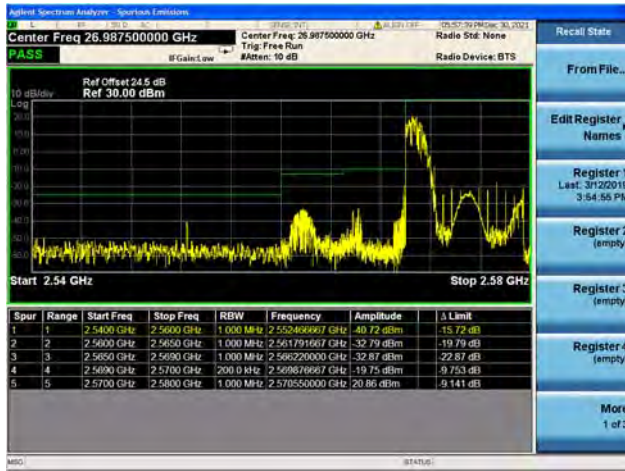 Agilent Spectrum Analyzer - Spurious Emissions
05:57:39 PM Dec 30, 2021
Center Freq 26.987500000 GHz
Center Freq: 26.987500000 GHz
Radio Std: None
Trig: Free Run
PASS
IFGain:Low
#Atten: 10 dB
Radio Device: BTS
Ref Offset 24.5 dB
10 dB/div
Ref 30.00 dBm
Log
Start 2.54 GHz
Stop 2.58 GHz
Spur Range Start Freq Stop Freq RBW Frequency Amplitude Δ Limit
1 1 2.5400 GHz 2.5600 GHz 1.000 MHz 2.552466667 GHz -40.72 dBm -15.72 dB
2 2 2.5600 GHz 2.5650 GHz 1.000 MHz 2.561791667 GHz -32.79 dBm -19.79 dB
3 3 2.5650 GHz 2.5690 GHz 1.000 MHz 2.566220000 GHz -32.87 dBm -22.87 dB
4 4 2.5690 GHz 2.5700 GHz 200.0 kHz 2.569876667 GHz -19.75 dBm -9.753 dB
5 5 2.5700 GHz 2.5800 GHz 1.000 MHz 2.570550000 GHz 20.86 dBm -9.141 dB
MSG
STATUS
Recall State
From File..
Edit Register
Names
Register 1
Last: 3/12/2019
3:54:55 PM
Register 2
(empty
Register 3
(empty
Register 4
(empty
More
1 of